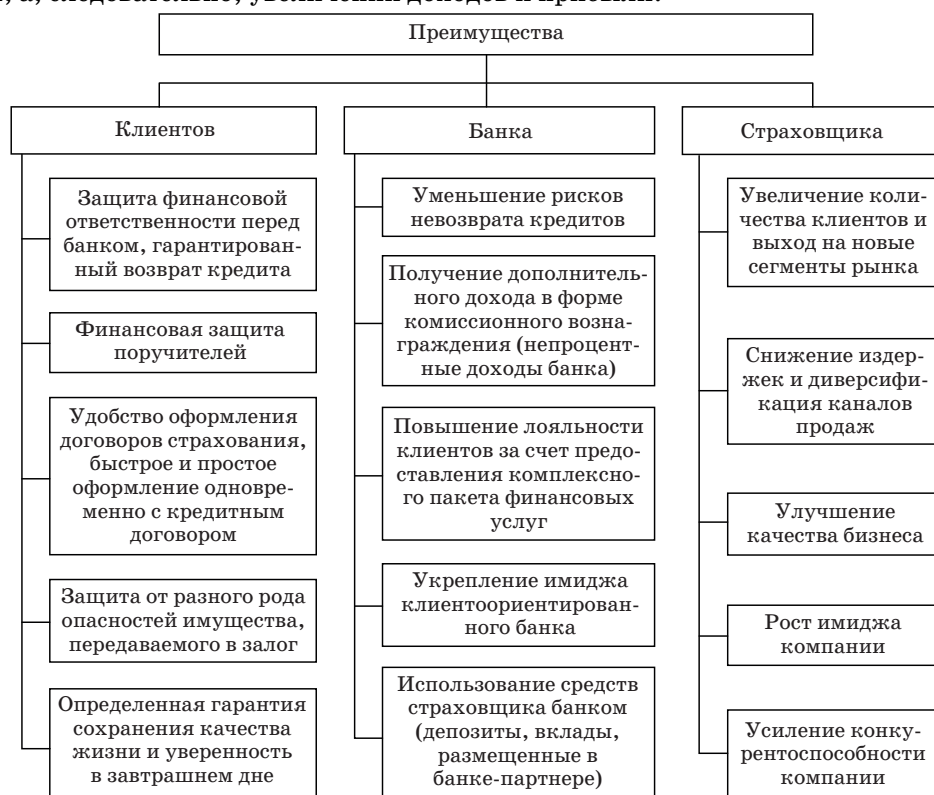 а, следовательно, увеличении доходов и прибыли.
Преимущества
Клиентов
Банка
Страховщика
Защита финансовой
ответственности перед
банком, гарантирован-
ный возврат кредита
Финансовая защита
поручителей
Удобство оформления
договоров страхования,
быстрое и простое
оформление одновре-
менно с кредитным
договором
Защита от разного рода
опасностей имущества,
передаваемого в залог
Определенная гарантия
сохранения качества
жизни и уверенность
в завтрашнем дне
Уменьшение рисков
невозврата кредитов
Получение дополнитель-
ного дохода в форме
комиссионного возна-
граждения (непроцент-
ные доходы банка)
Повышение лояльности
клиентов за счет предо-
ставления комплексно-
го пакета финансовых
услуг
Укрепление имиджа
клиентоориентирован-
ного банка
Использование средств
страховщика банком
(депозиты, вклады,
размещенные в
банке-партнере)
Увеличение коли-
чества клиентов и
выход на новые
сегменты рынка
Снижение издер-
жек и диверсифи-
кация каналов
продаж
Улучшение
качества бизнеса
Рост имиджа
компании
Усиление конку-
рентоспособности
компании